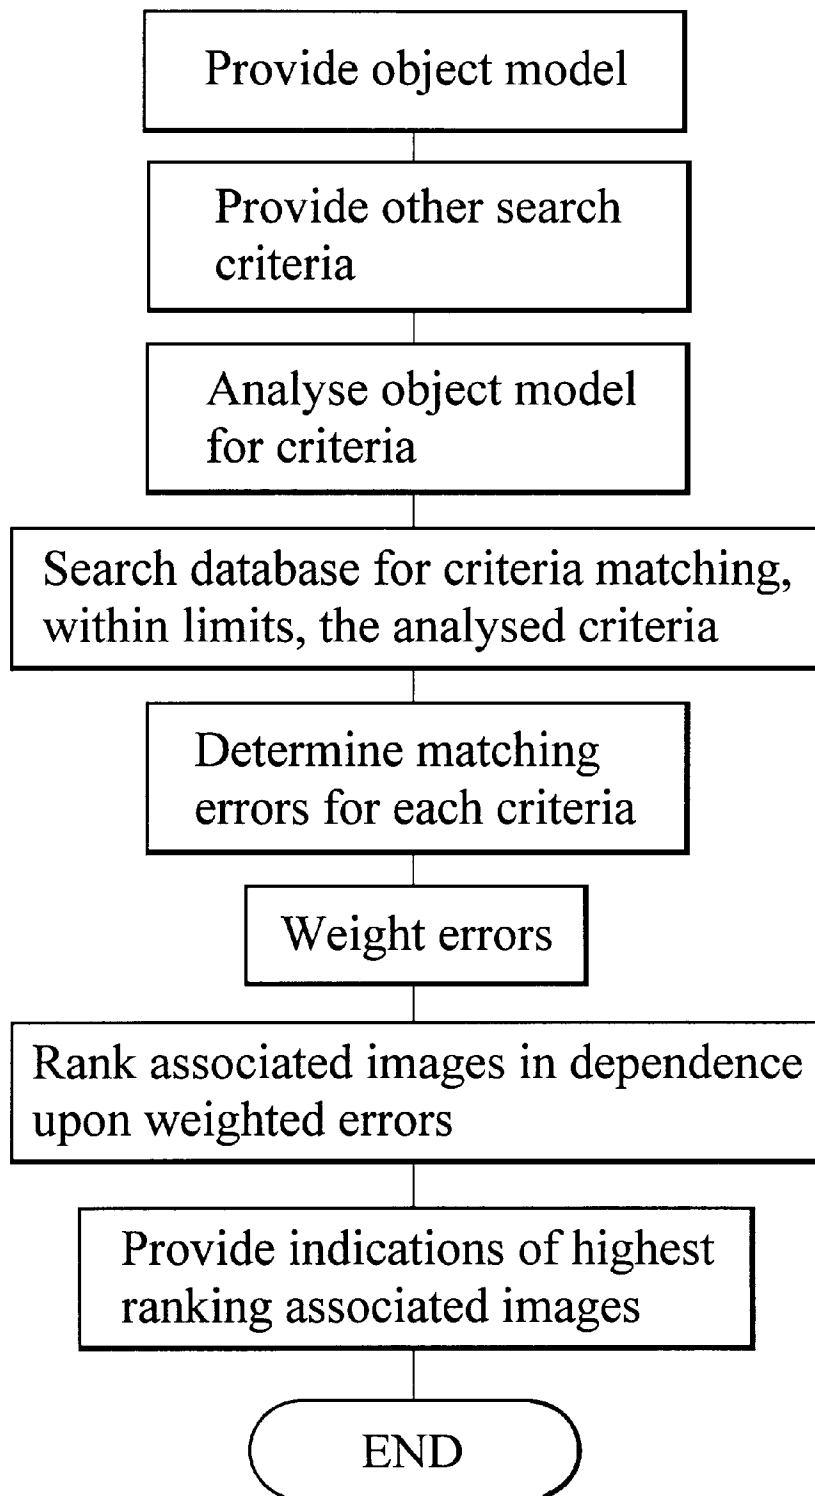 Provide object model
Provide other search
criteria
Analyse object model
for criteria
Search database for criteria matching,
within limits, the analysed criteria
Determine matching
errors for each criteria
Weight errors
Rank associated images in dependence
upon weighted errors
Provide indications of highest
ranking associated images
END